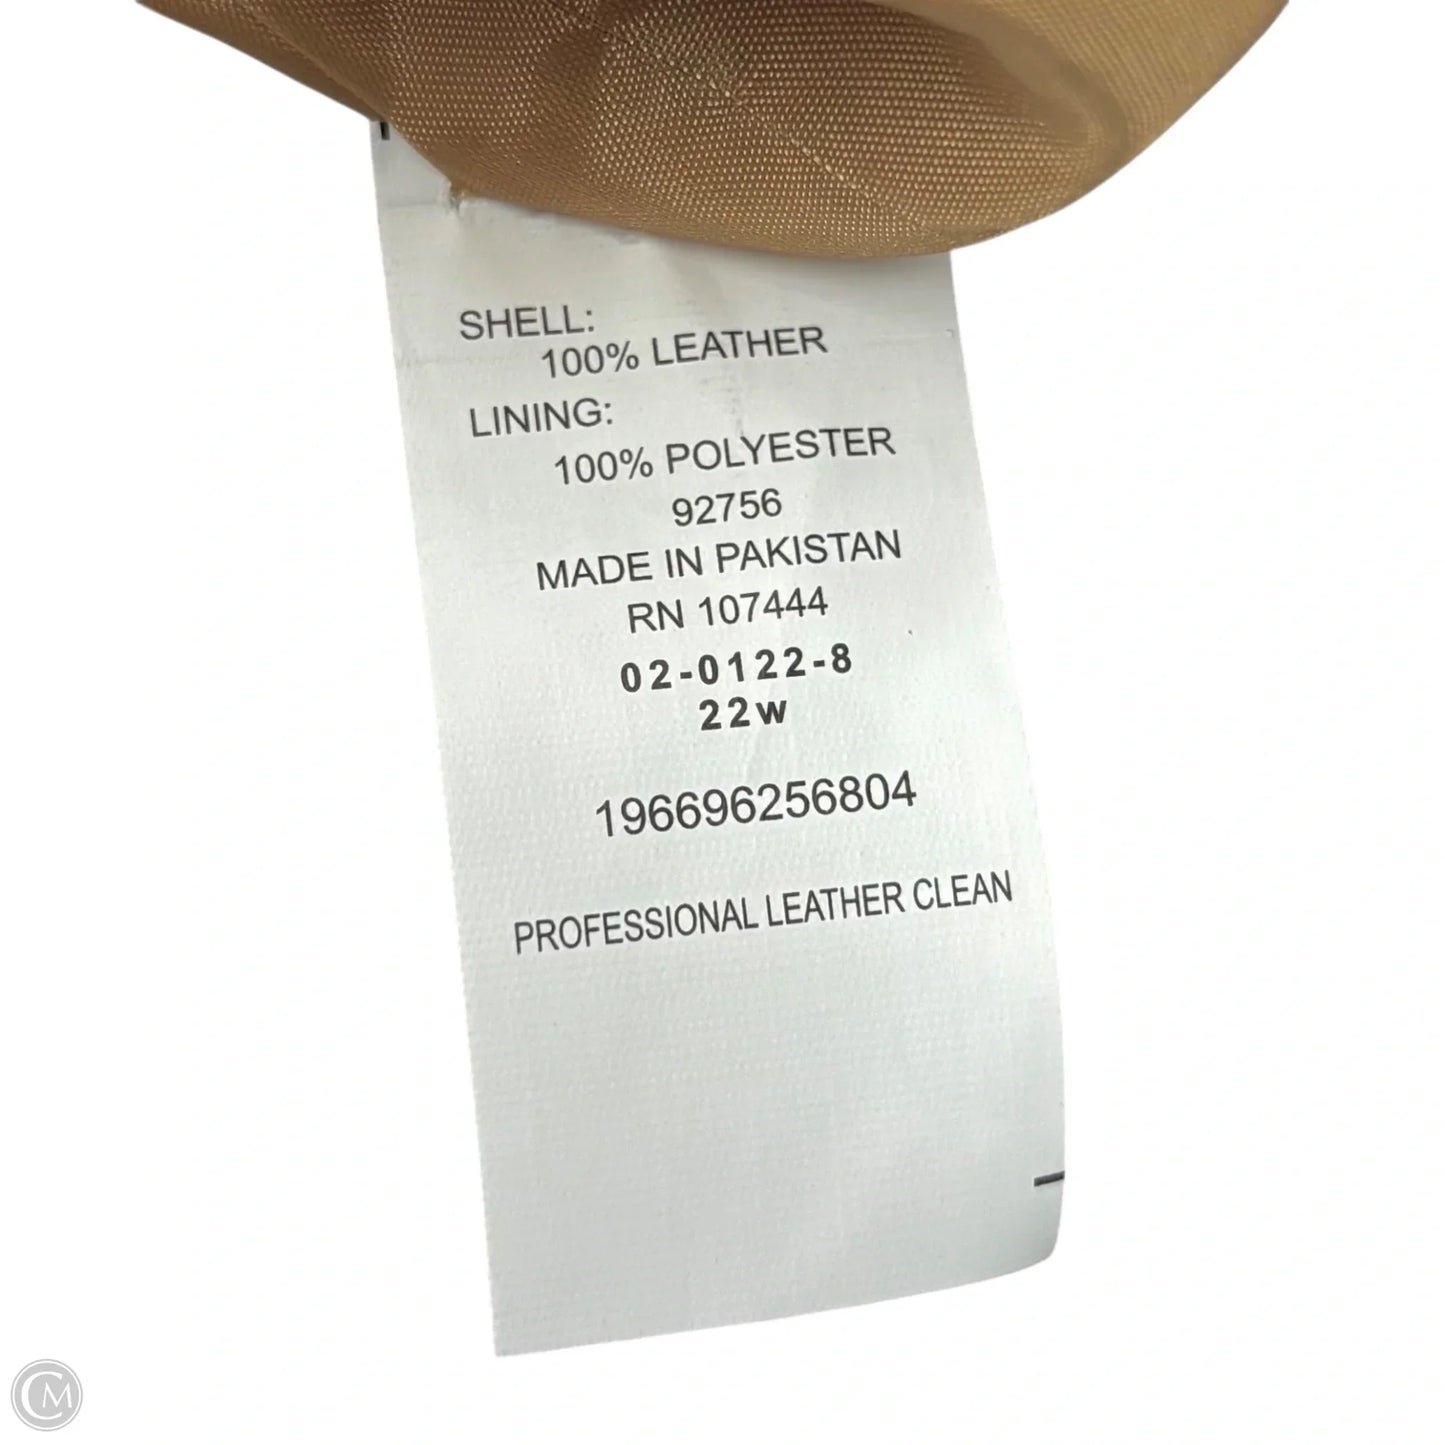 SHELL:
100% LEATHER
LINING:
100% POLYESTER
92756
MADE IN PAKISTAN
RN 107444
02-0122-8
22w
196696256804
PROFESSIONAL LEATHER CLEAN
CM